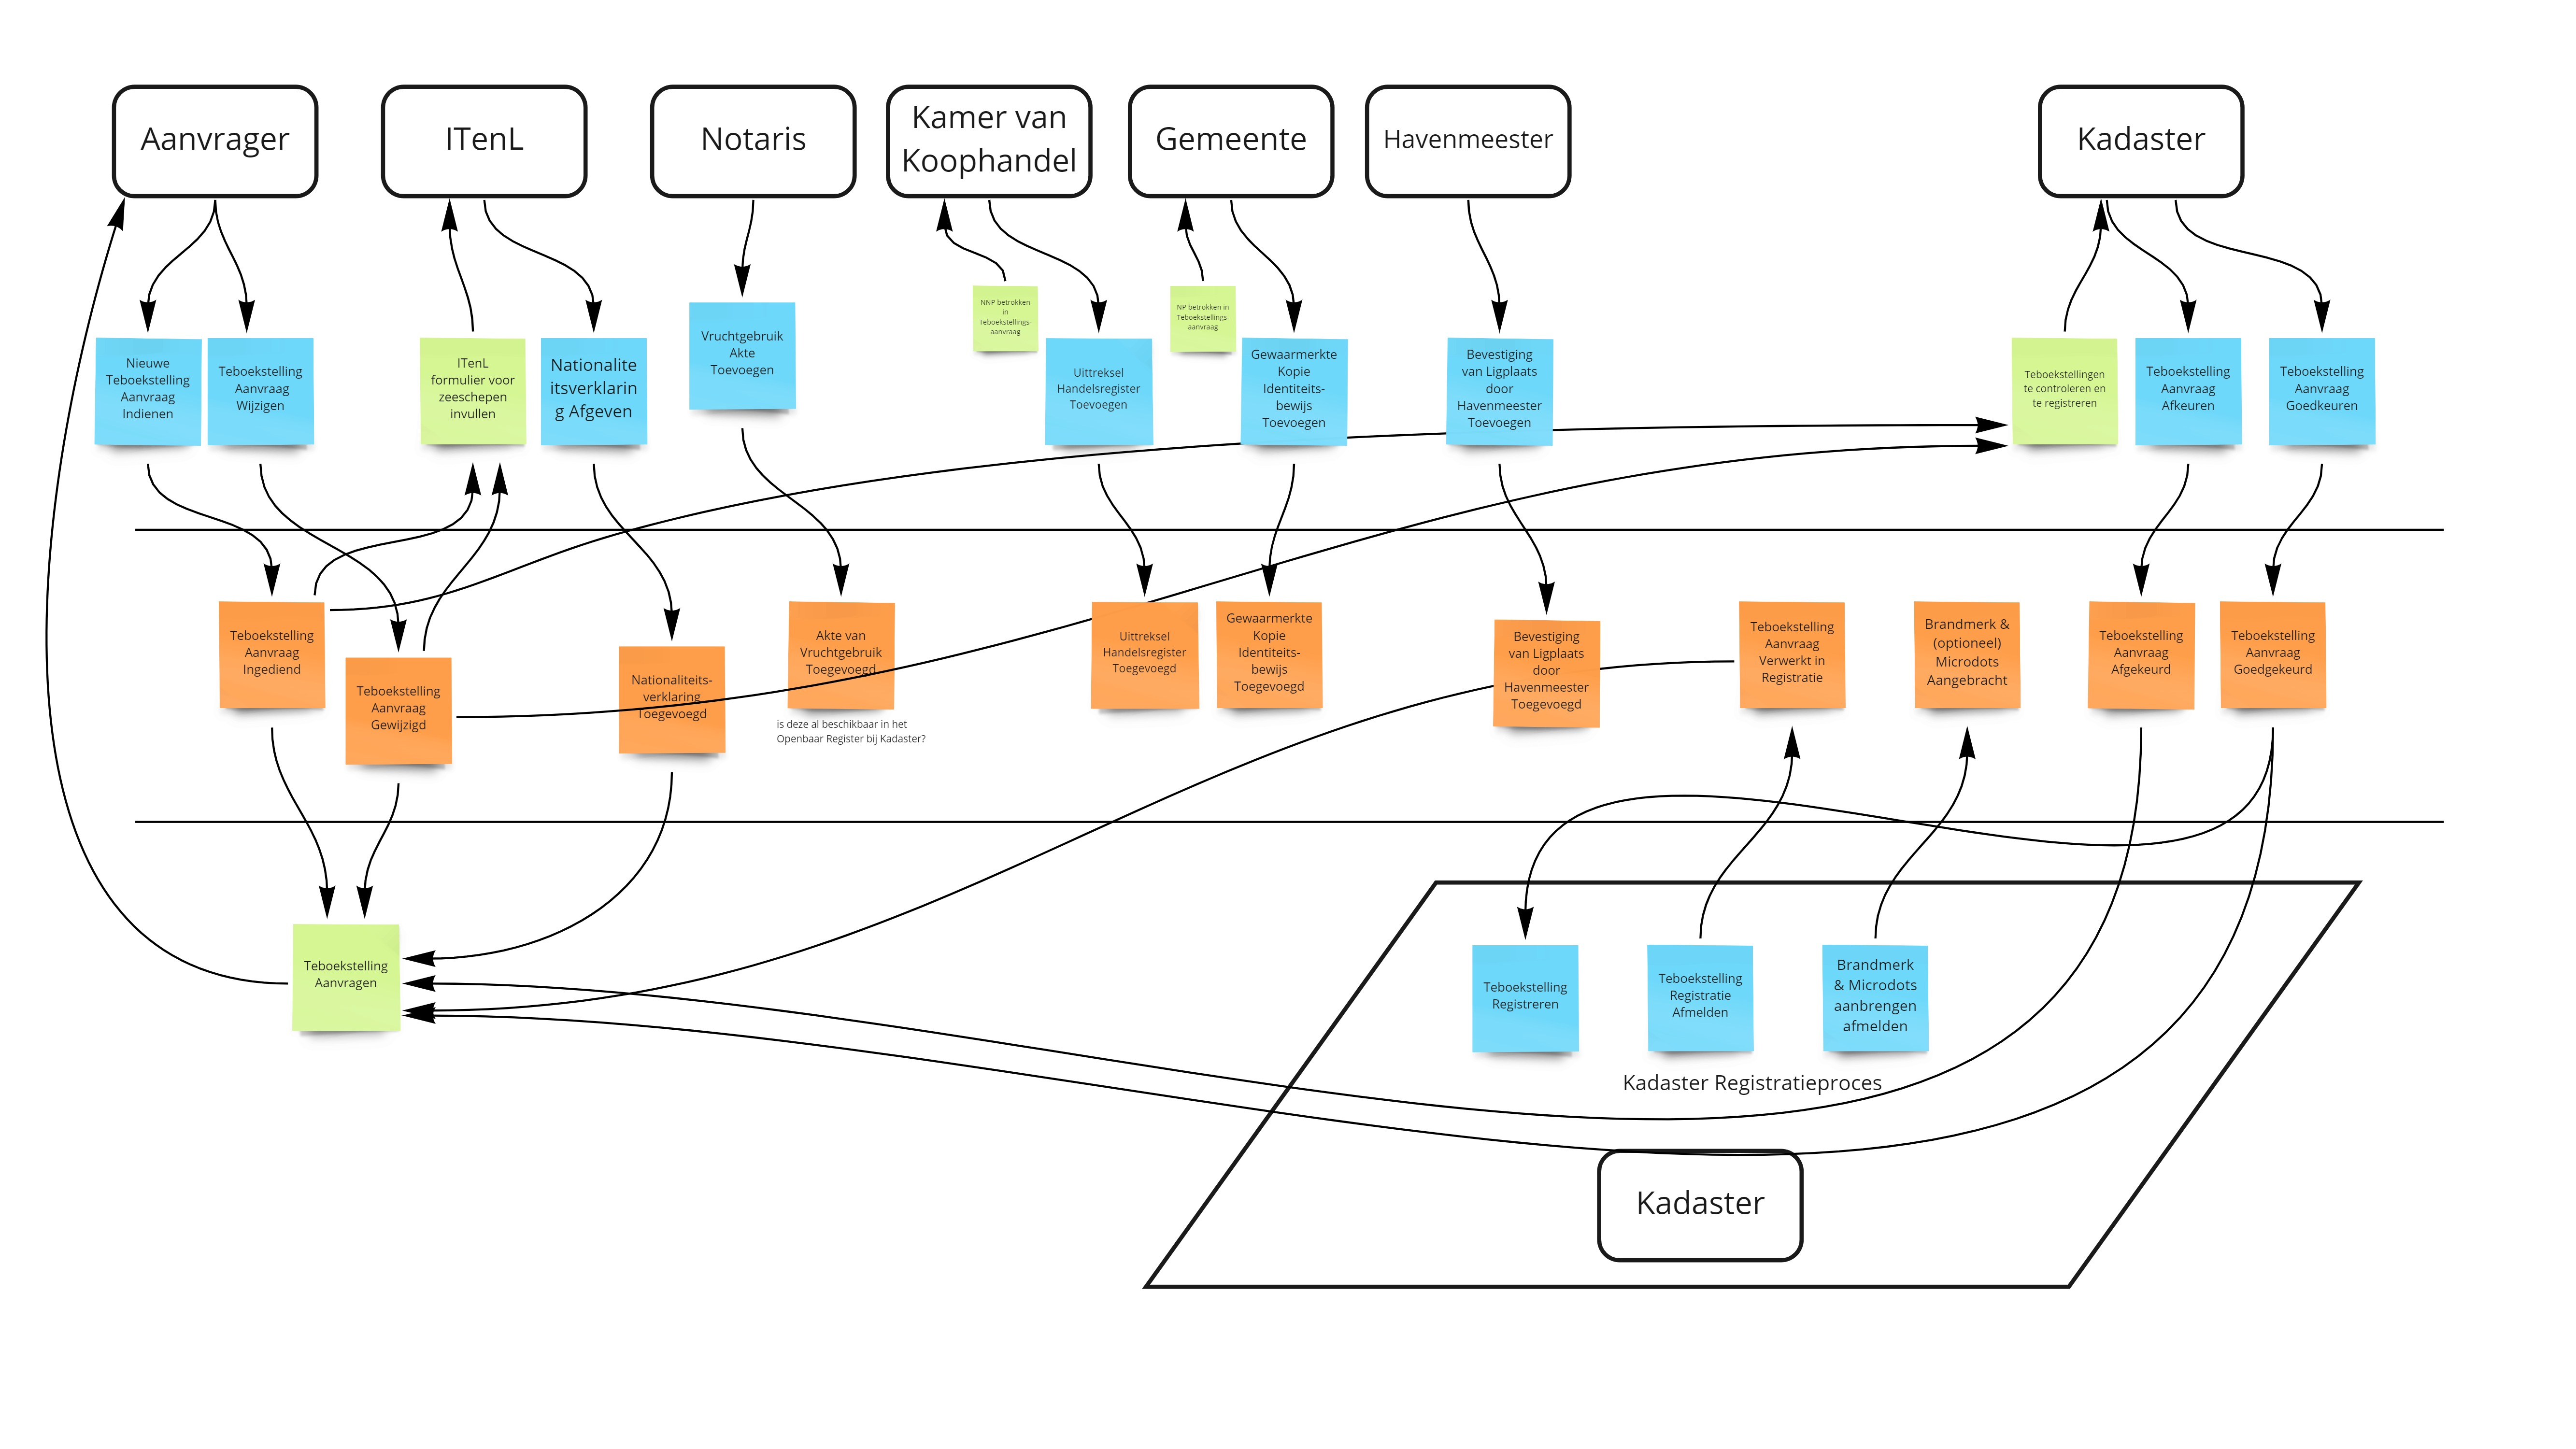 Aanvrager
ITenL
Notaris
Kamer van
Koophandel
Gemeente
Havenmeester
Kadaster
Nieuwe
Teboekstelling
Aanvraag
Indienen
Teboekstelling
Aanvraag
Wijzigen
ITenL
formulier voor
zeeschepen
invullen
Nationalite
itsverklarin
g Afgeven
Vruchtgebruik
Akte
Toevoegen
NNP betrokken
in
Teboekstellings-
aanvraag
Uittreksel
Handelsregister
Toevoegen
NP betrokken in
Teboekstellings-
aanvraag
Gewaarmerkte
Kopie
Identiteits-
bewijs
Toevoegen
Bevestiging
van Ligplaats
door
Havenmeester
Toevoegen
Teboekstellingen
te controleren en
te registreren
Teboekstelling
Aanvraag
Afkeuren
Teboekstelling
Aanvraag
Goedkeuren
Teboekstelling
Aanvraag
Ingediend
Teboekstelling
Aanvraag
Gewijzigd
Nationaliteits-
verklaring
Toegevoegd
Akte van
Vruchtgebruik
Toegevoegd
is deze al beschikbaar in het
Openbaar Register bij Kadaster?
Uittreksel
Handelsregister
Toegevoegd
Gewaarmerkte
Kopie
Identiteits-
bewijs
Toegevoegd
Bevestiging
van Ligplaats
door
Havenmeester
Toegevoegd
Teboekstelling
Aanvraag
Verwerkt in
Registratie
Brandmerk &
(optioneel)
Microdots
Aangebracht
Teboekstelling
Aanvraag
Afgekeurd
Teboekstelling
Aanvraag
Goedgekeurd
Teboekstelling
Aanvragen
Teboekstelling
Registreren
Teboekstelling
Registratie
Afmelden
Brandmerk
& Microdots
aanbrengen
afmelden
Kadaster Registratieproces
Kadaster